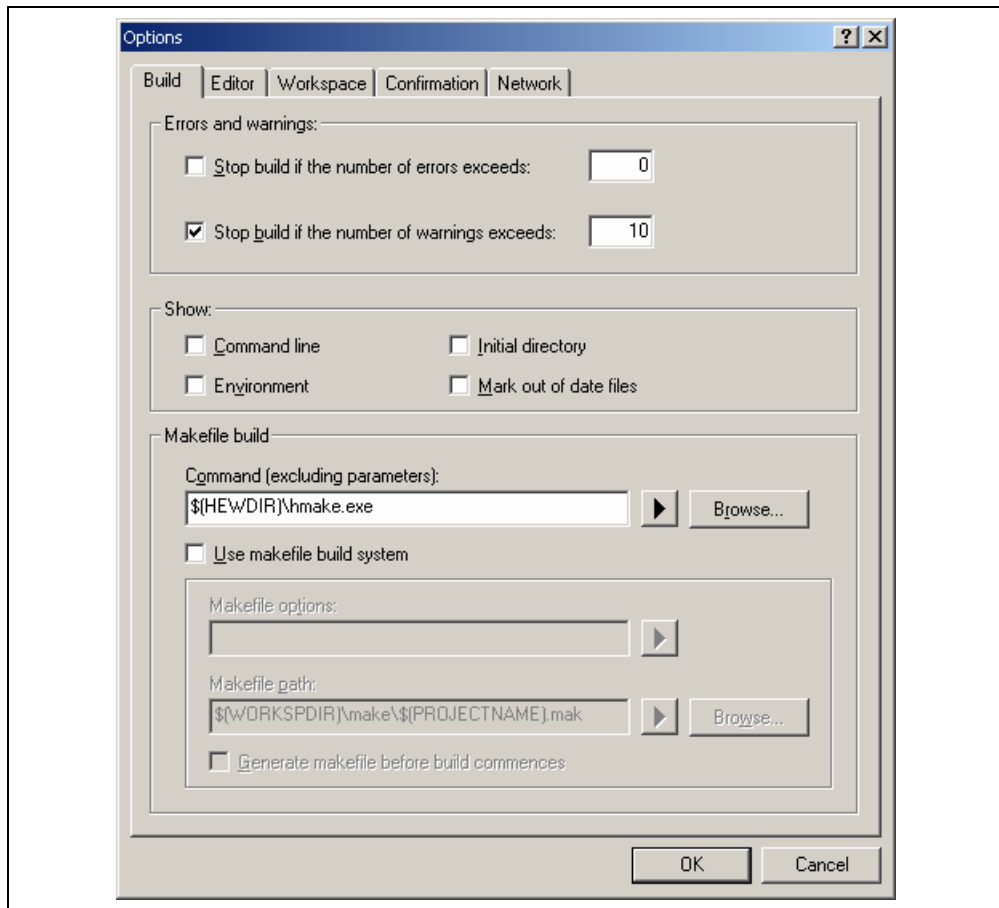 Options
Build Editor Workspace Confirmation Network
Errors and warnings:
Stop build if the number of errors exceeds: 0
Stop build if the number of warnings exceeds: 10
Show:
Command line Initial directory
Environment Mark out of date files
Makefile build
Command (excluding parameters):
$(HEWDIR)\hmake.exe Browse...
Use makefile build system
Makefile options:
Makefile path:
$(WORKSPDIR)\make\$(PROJECTNAME).mak Browse...
Generate makefile before build commences
OK Cancel